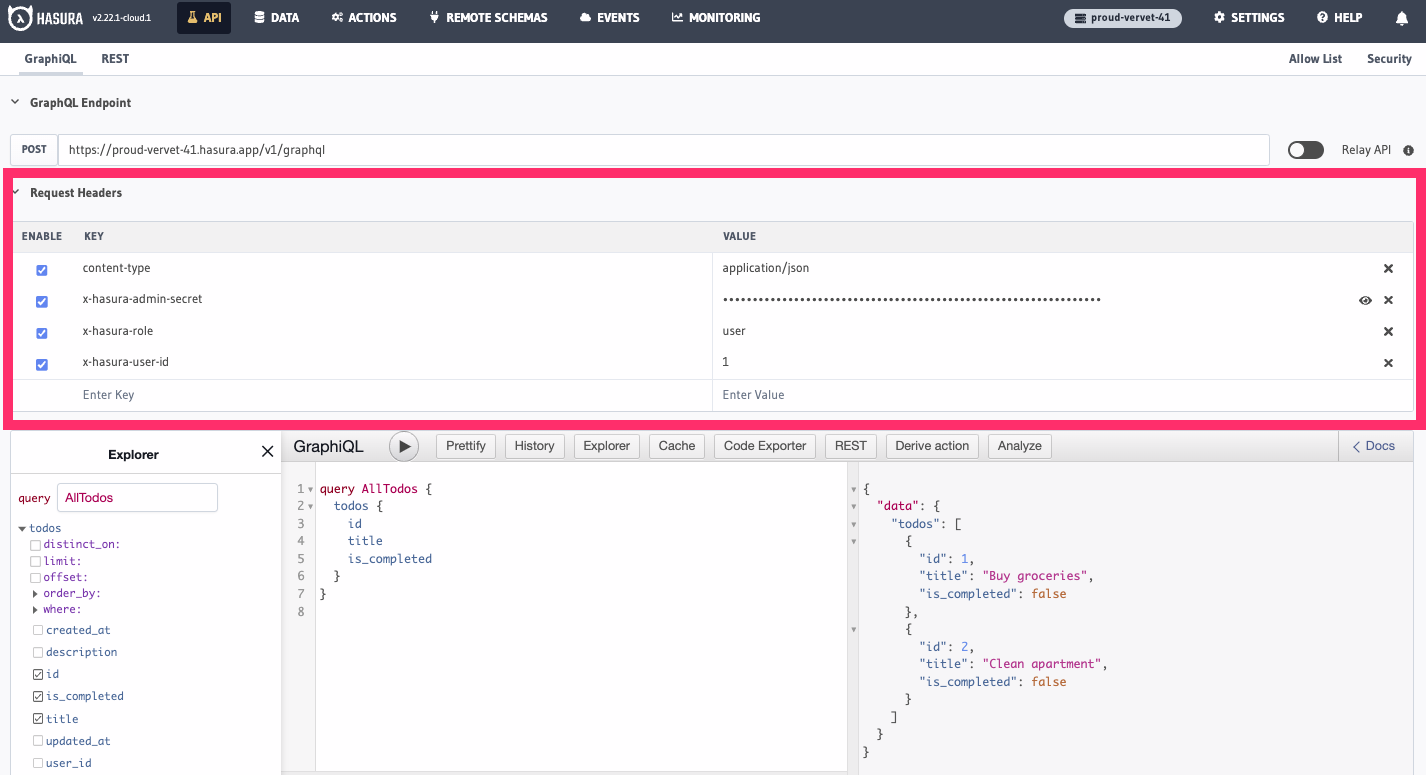 HASURA v2.22.1-cloud.1 API DATA ACTIONS REMOTE SCHEMAS EVENTS MONITORING proud-vervet-41 SETTINGS HELP
GraphiQL REST Allow List Security
GraphQL Endpoint
POST https://proud-vervet-41.hasura.app/v1/graphql Relay API
Request Headers
ENABLE KEY VALUE
content-type application/json
x-hasura-admin-secret ••••••••••••••••••••••••••••••••••••••••••••••••••••••••••••••••
x-hasura-role user
x-hasura-user-id 1
Enter Key Enter Value
Explorer
query AllTodos
todos
distinct_on:
limit:
offset:
order_by:
where:
created_at
description
id
is_completed
title
updated_at
user_id
GraphiQL Prettify History Explorer Cache Code Exporter REST Derive action Analyze Docs
1 query AllTodos {
2 todos {
3 id
4 title
5 is_completed
6 }
7 }
8
{
"data": {
"todos": [
{
"id": 1,
"title": "Buy groceries",
"is_completed": false
},
{
"id": 2,
"title": "Clean apartment",
"is_completed": false
}
]
}
}